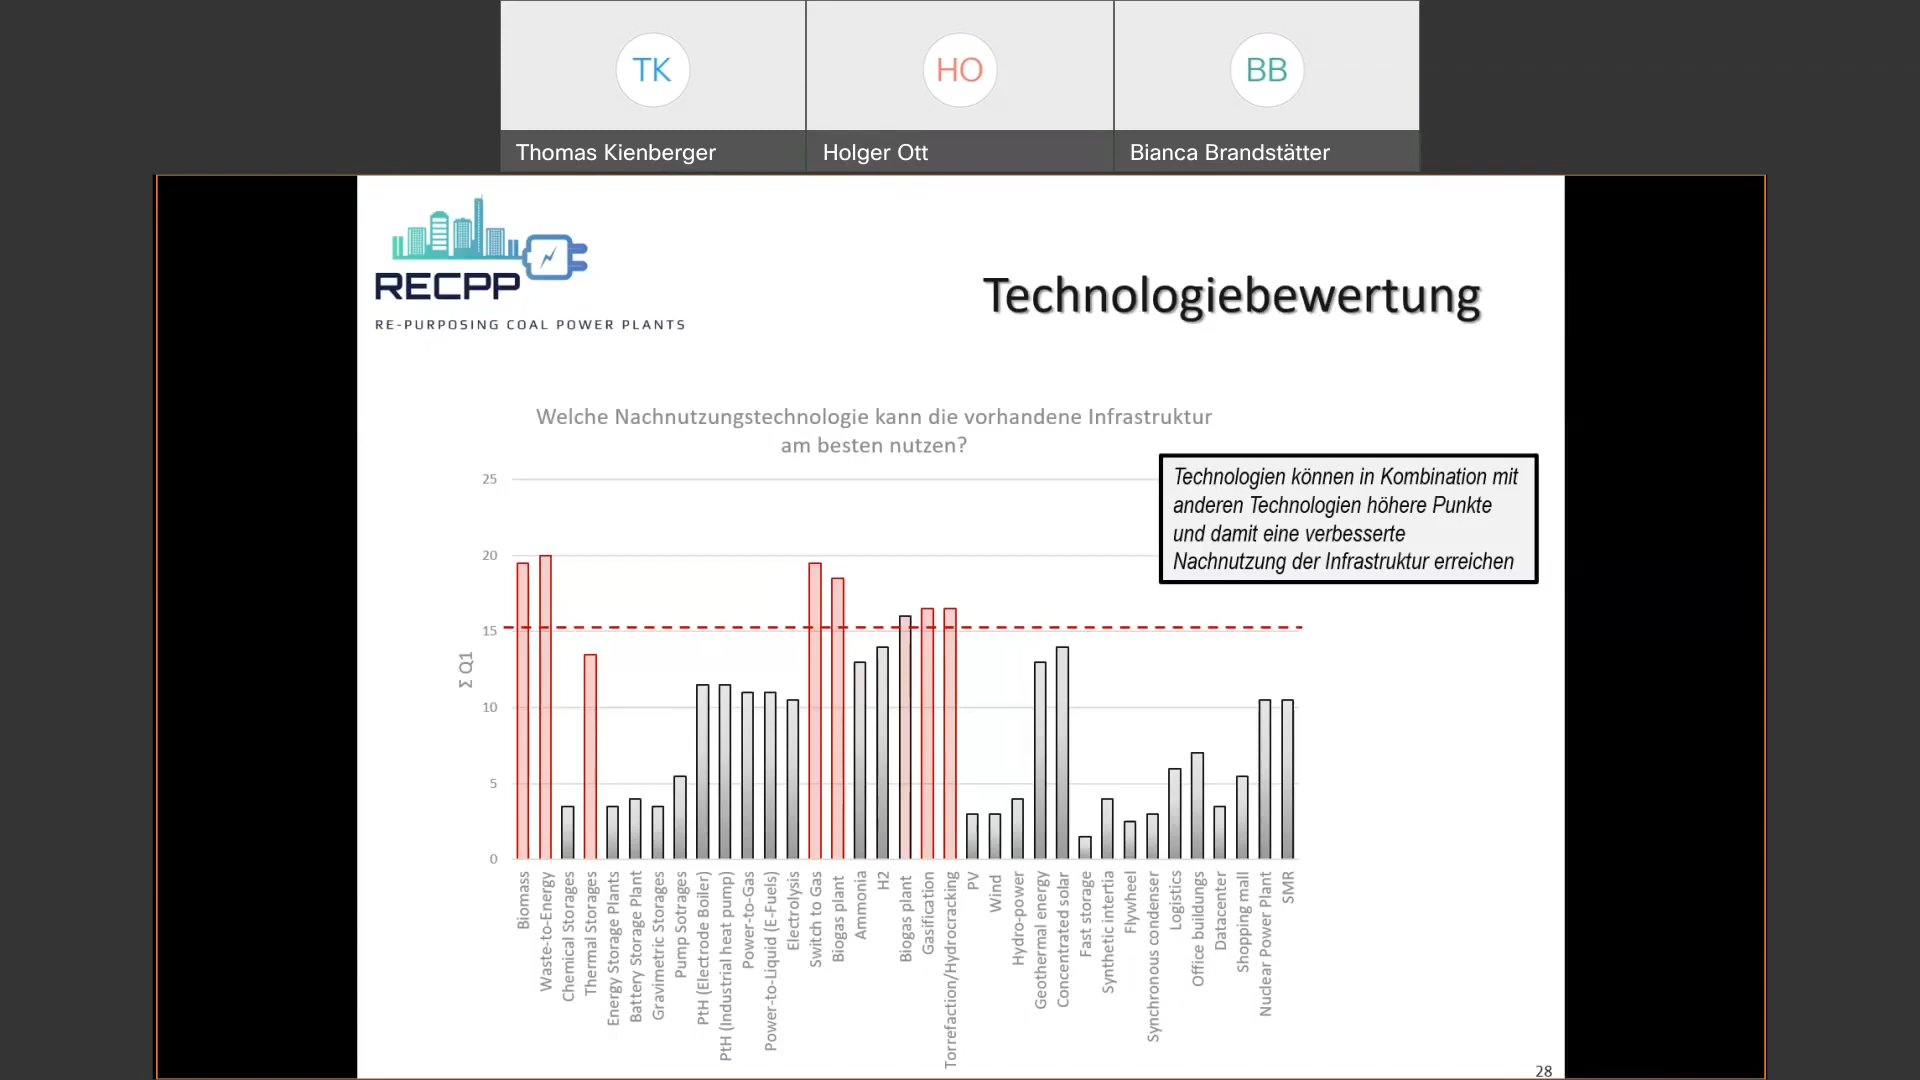 TK
HO
BB
Thomas Kienberger
Holger Ott
Bianca Brandstätter
RECPP
RE-PURPOSING COAL POWER PLANTS
Technologiebewertung
Welche Nachnutzungstechnologie kann die vorhandene Infrastruktur
am besten nutzen?
Technologien können in Kombination mit
anderen Technologien höhere Punkte
und damit eine verbesserte
Nachnutzung der Infrastruktur erreichen
25
20
15
10
5
0
Σ Q1
Biomass
Waste-to-Energy
Chemical Storages
Thermal Storages
Energy Storage Plants
Battery Storage Plant
Gravimetric Storages
Pump Sotrages
PtH (Electrode Boiler)
PtH (Industrial heat pump)
Power-to-Gas
Power-to-Liquid (E-Fuels)
Electrolysis
Switch to Gas
Biogas plant
Ammonia
H2
Biogas plant
Gasification
Torrefaction/Hydrocracking
PV
Wind
Hydro-power
Geothermal energy
Concentrated solar
Fast storage
Synthetic intertia
Flywheel
Synchronous condenser
Logistics
Office buildungs
Datacenter
Shopping mall
Nuclear Power Plant
SMR
28